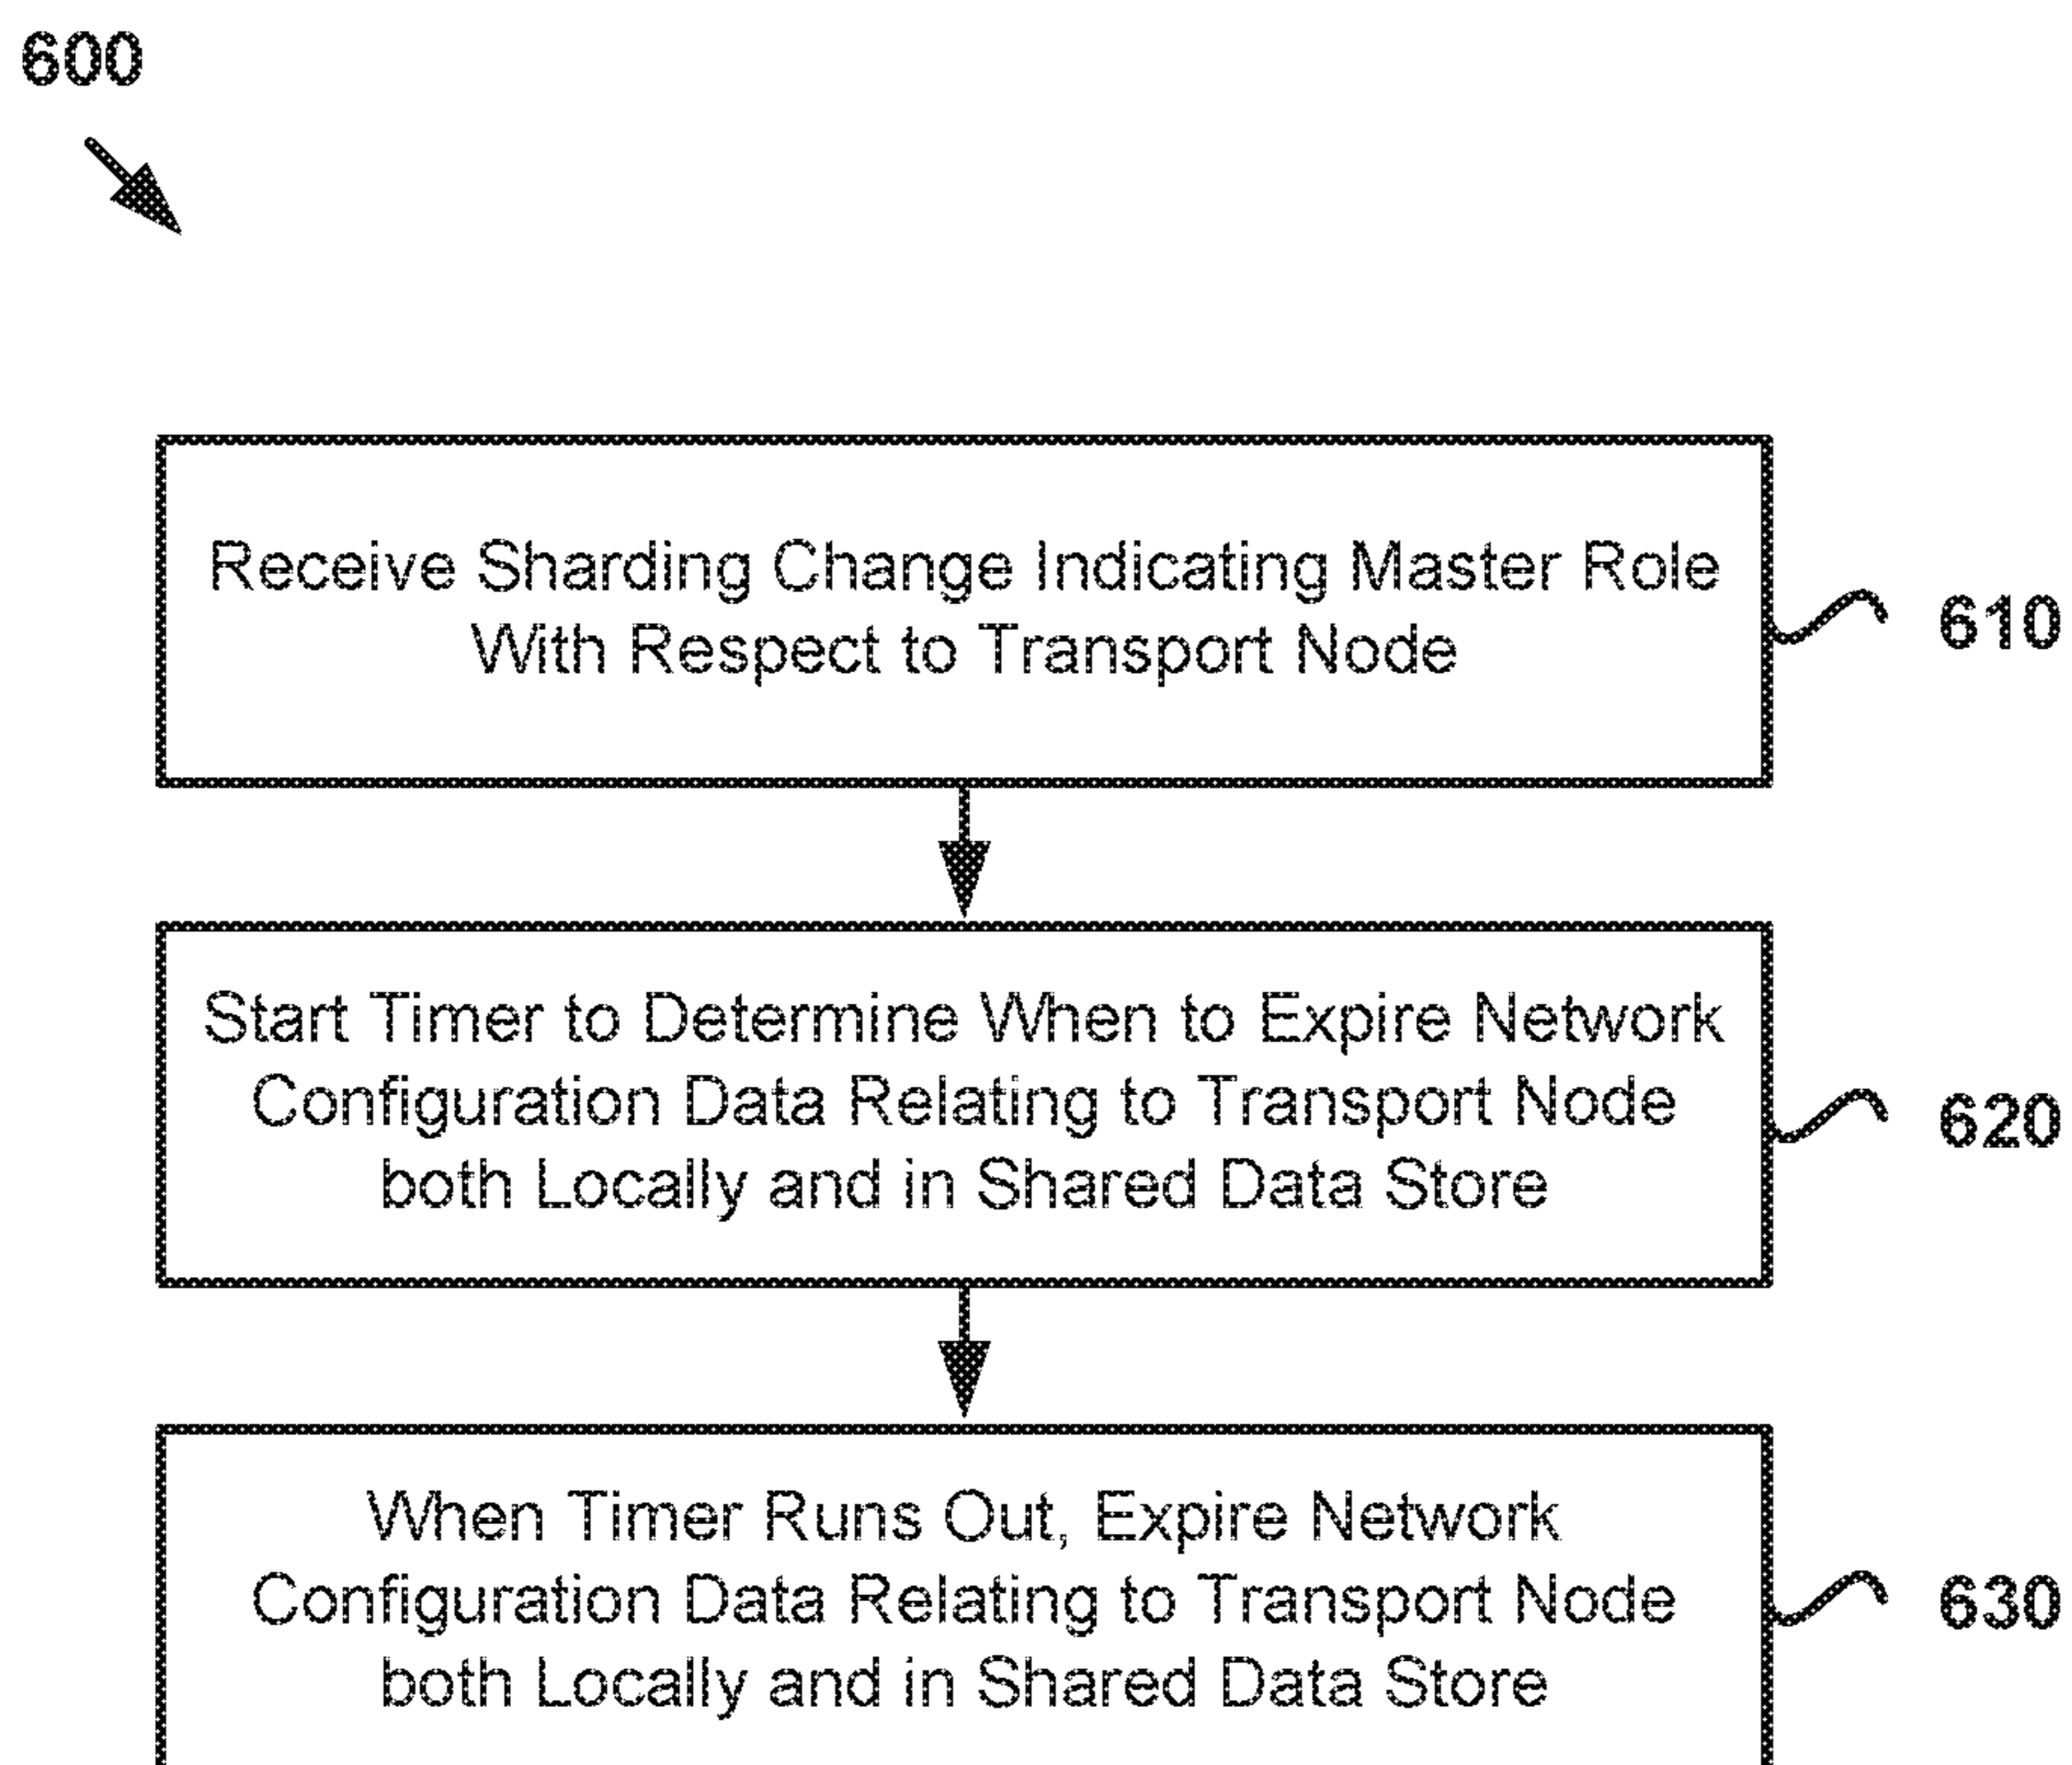 600
Receive Sharding Change Indicating Master Role
With Respect to Transport Node
610
Start Timer to Determine When to Expire Network
Configuration Data Relating to Transport Node
both Locally and in Shared Data Store
620
When Timer Runs Out, Expire Network
Configuration Data Relating to Transport Node
both Locally and in Shared Data Store
630